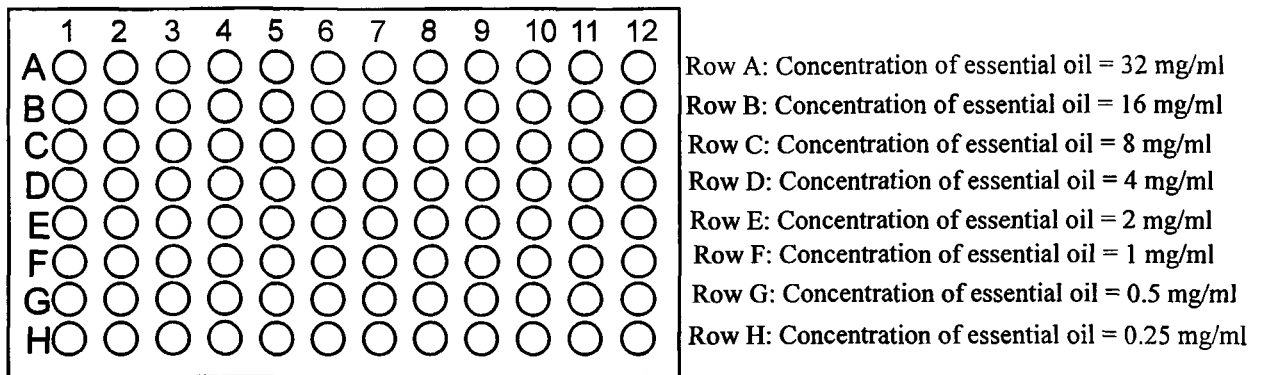 1 2 3 4 5 6 7 8 9 10 11 12
A Row A: Concentration of essential oil = 32 mg/ml
B Row B: Concentration of essential oil = 16 mg/ml
C Row C: Concentration of essential oil = 8 mg/ml
D Row D: Concentration of essential oil = 4 mg/ml
E Row E: Concentration of essential oil = 2 mg/ml
F Row F: Concentration of essential oil = 1 mg/ml
G Row G: Concentration of essential oil = 0.5 mg/ml
H Row H: Concentration of essential oil = 0.25 mg/ml